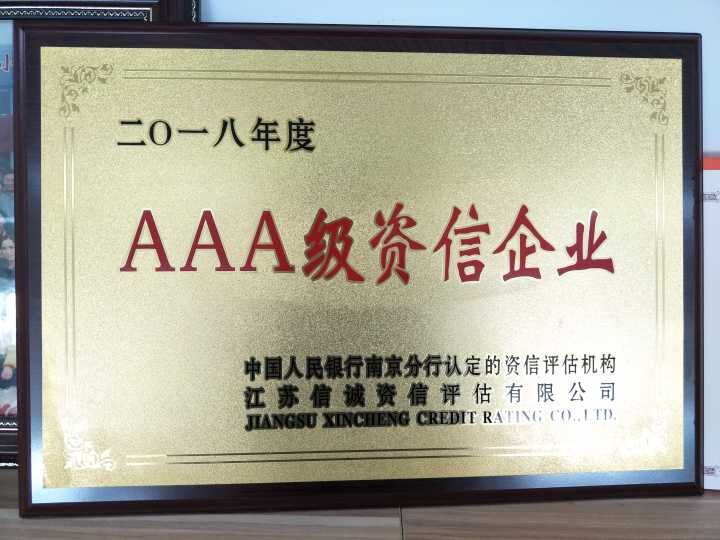 二〇一八年度
AAA级资信企业
中国人民银行南京分行认定的资信评估机构
江苏信诚资信评估有限公司
JIANGSU XINCHENG CREDIT RATING CO.,LTD.